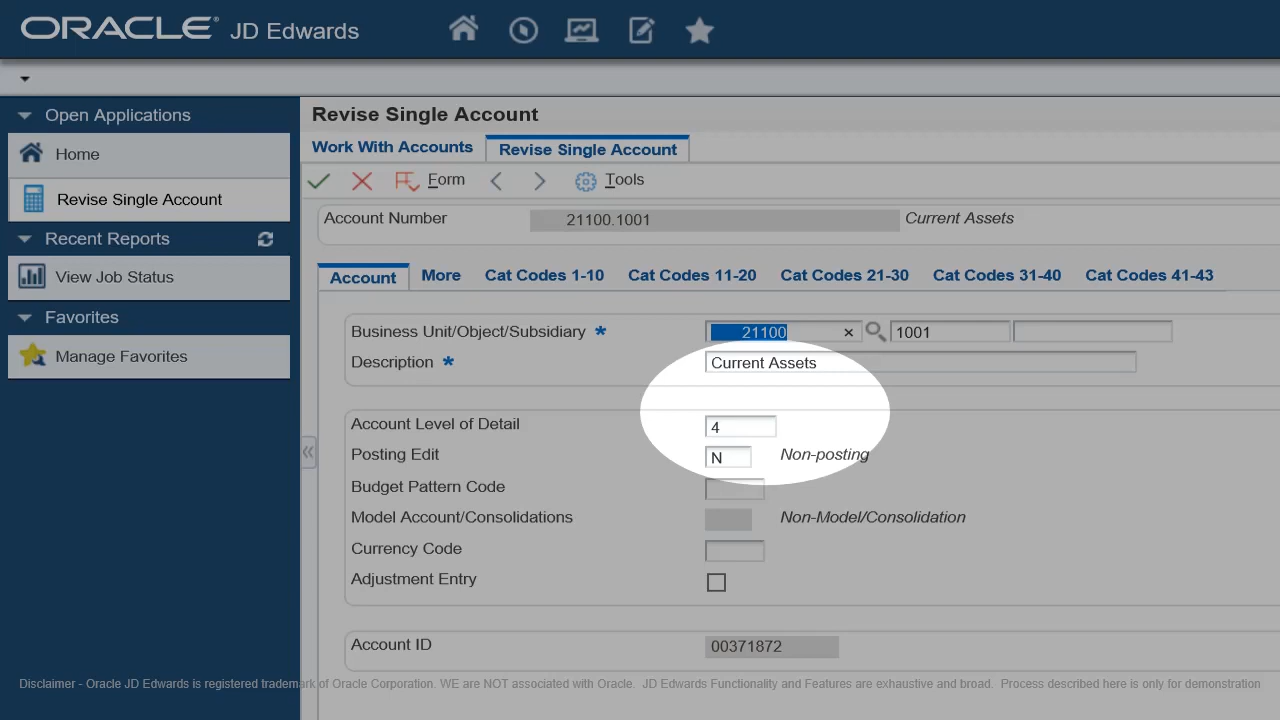 ORACLE® JD Edwards
Open Applications
Home
Revise Single Account
Recent Reports
View Job Status
Favorites
Manage Favorites
Revise Single Account
Work With Accounts Revise Single Account
Form Tools
Account Number 21100.1001 Current Assets
Account More Cat Codes 1-10 Cat Codes 11-20 Cat Codes 21-30 Cat Codes 31-40 Cat Codes 41-43
Business Unit/Object/Subsidiary * 21100 × 1001
Description * Current Assets
Account Level of Detail 4
Posting Edit N Non-posting
Budget Pattern Code
Model Account/Consolidations Non-Model/Consolidation
Currency Code
Adjustment Entry
Account ID 00371872
Disclaimer - Oracle JD Edwards is registered trademark of Oracle Corporation. WE are NOT associated with Oracle. JD Edwards Functionality and Features are exhaustive and broad. Process described here is only for demonstration